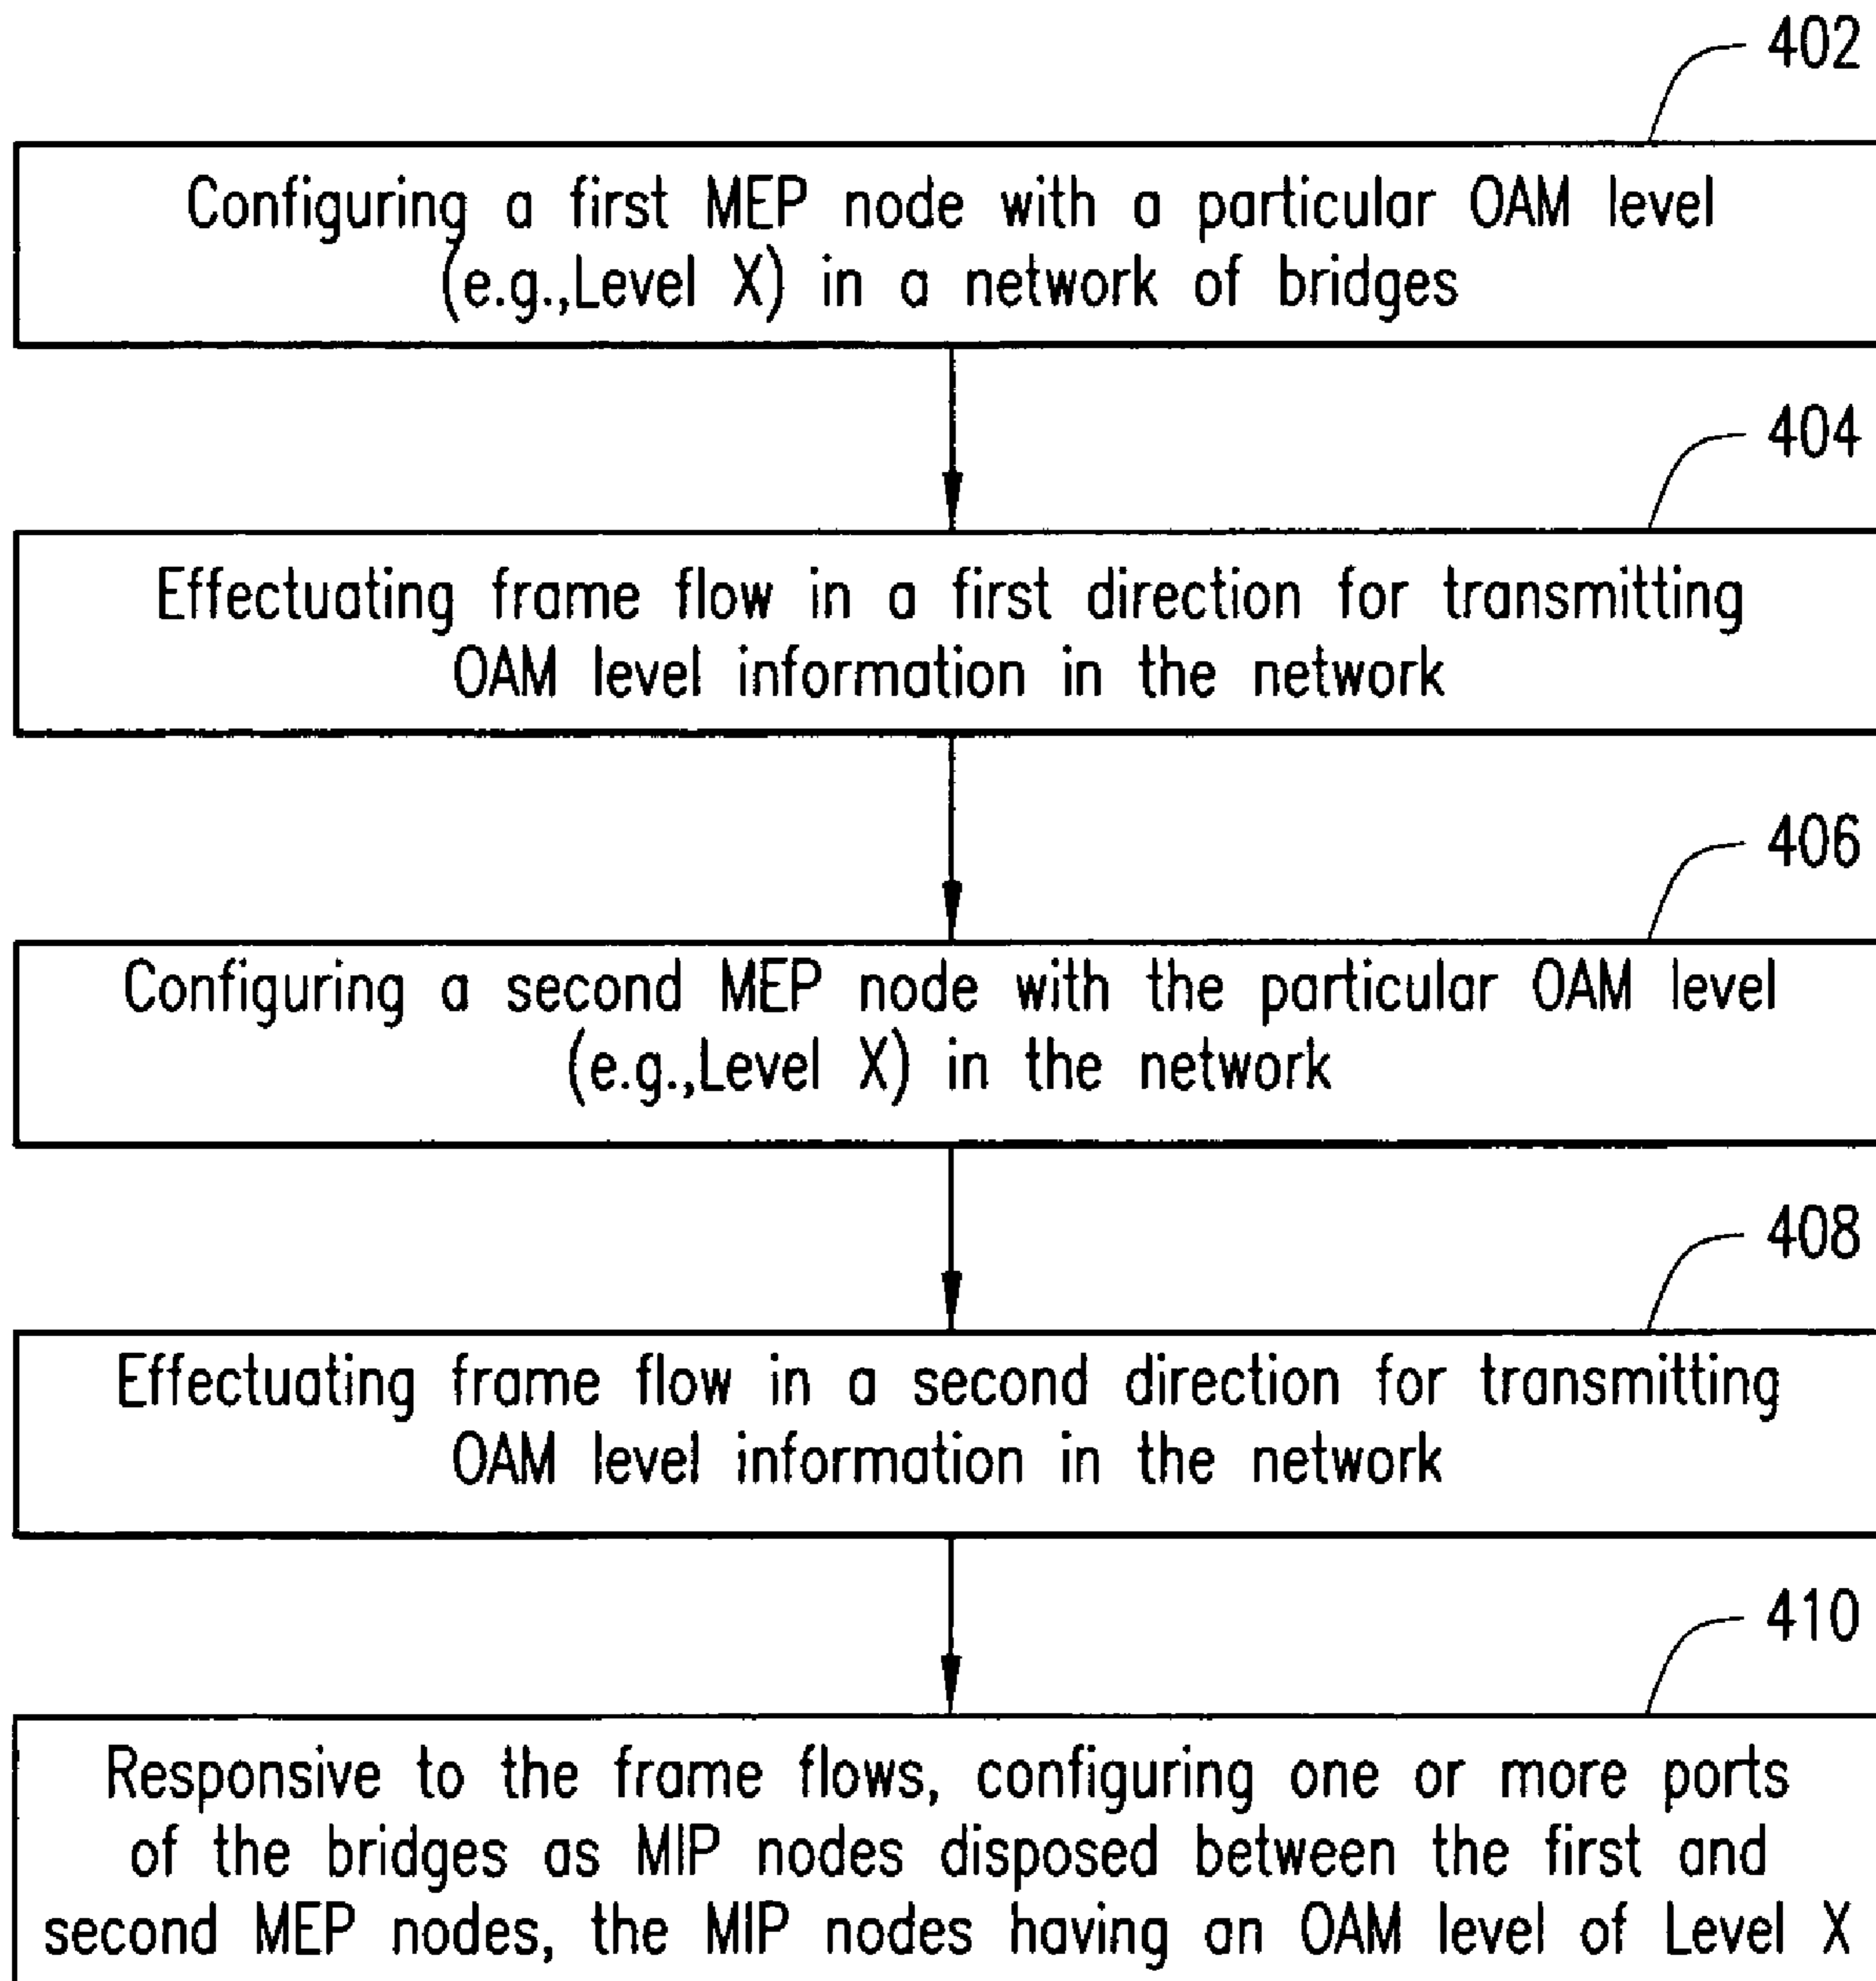 402
Configuring a first MEP node with a particular OAM level
(e.g.,Level X) in a network of bridges
404
Effectuating frame flow in a first direction for transmitting
OAM level information in the network
406
Configuring a second MEP node with the particular OAM level
(e.g.,Level X) in the network
408
Effectuating frame flow in a second direction for transmitting
OAM level information in the network
410
Responsive to the frame flows, configuring one or more ports
of the bridges as MIP nodes disposed between the first and
second MEP nodes, the MIP nodes having an OAM level of Level X